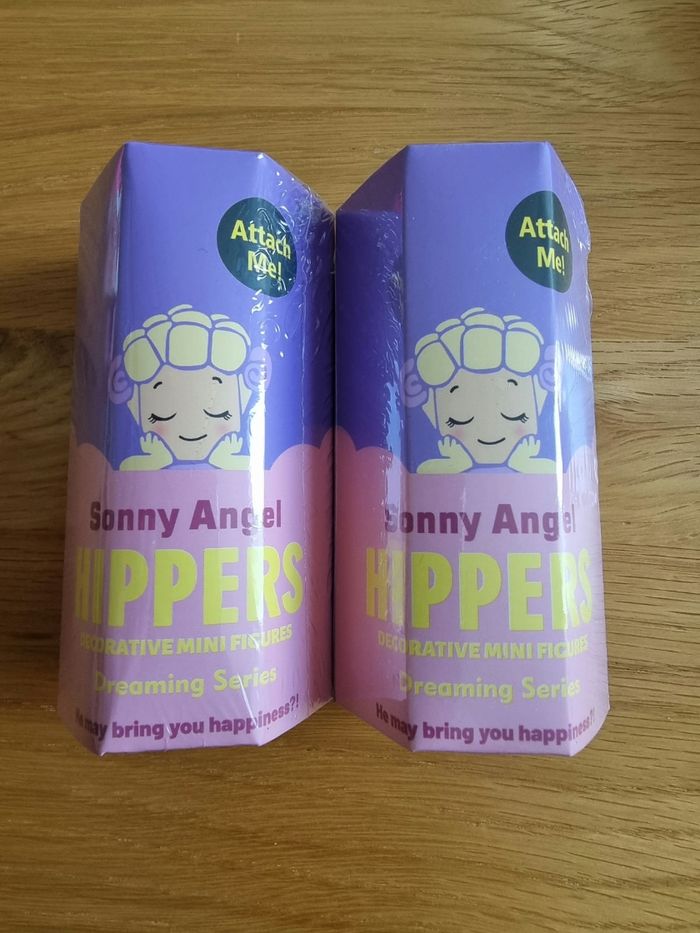 Attach
Me!
Sonny Angel
HIPPERS
DECORATIVE MINI FIGURES
Dreaming Series
He may bring you happiness?!
Attach
Me!
Sonny Angel
HIPPERS
DECORATIVE MINI FIGURES
Dreaming Series
He may bring you happiness?!